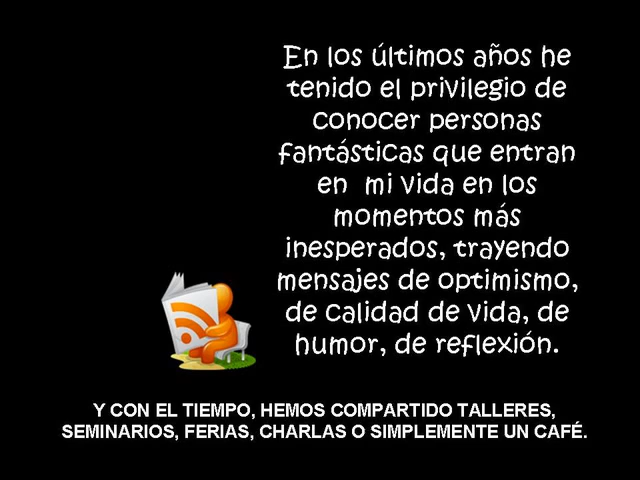 En los últimos años he
tenido el privilegio de
conocer personas
fantásticas que entran
en mi vida en los
momentos más
inesperados, trayendo
mensajes de optimismo,
de calidad de vida, de
humor, de reflexión.
Y CON EL TIEMPO, HEMOS COMPARTIDO TALLERES,
SEMINARIOS, FERIAS, CHARLAS O SIMPLEMENTE UN CAFÉ.